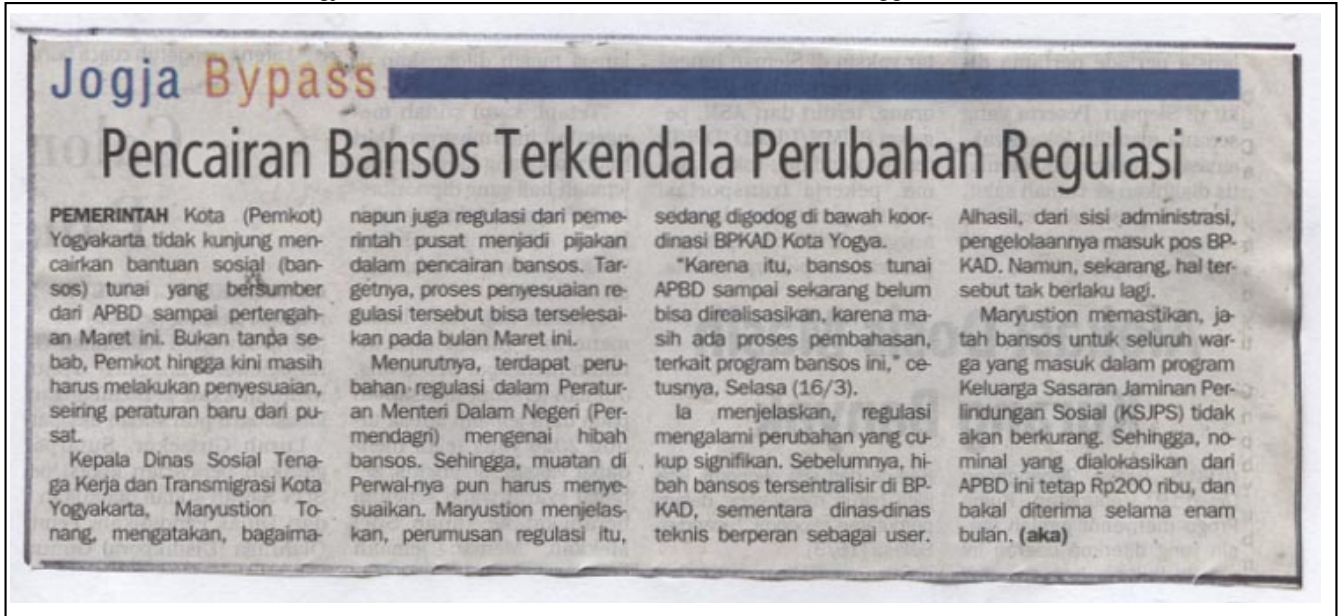 Jogja Bypass
Pencairan Bansos Terkendala Perubahan Regulasi
PEMERINTAH Kota (Pemkot)
Yogyakarta tidak kunjung men-
cairkan bantuan sosial (ban-
sos) tunai yang bersumber
dari APBD sampai pertengah-
an Maret ini. Bukan tanpa se-
bab, Pemkot hingga kini masih
harus melakukan penyesuaian,
seiring peraturan baru dari pu-
sat.
Kepala Dinas Sosial Tena-
ga Kerja dan Transmigrasi Kota
Yogyakarta, Maryustion To-
nang, mengatakan, bagaima-
napun juga regulasi dari peme-
rintah pusat menjadi pijakan
dalam pencairan bansos. Tar-
getnya, proses penyesuaian re-
gulasi tersebut bisa terselesai-
kan pada bulan Maret ini.
Menurutnya, terdapat peru-
bahan regulasi dalam Peratur-
an Menteri Dalam Negeri (Per-
mendagri) mengenai hibah
bansos. Sehingga, muatan di
Perwal-nya pun harus menye-
suaikan. Maryustion menjelas-
kan, perumusan regulasi itu,
sedang digodog di bawah koor-
dinasi BPKAD Kota Yogya.
"Karena itu, bansos tunai
APBD sampai sekarang belum
bisa direalisasikan, karena ma-
sih ada proses pembahasan,
terkait program bansos ini," ce-
tusnya, Selasa (16/3).
Ia menjelaskan, regulasi
mengalami perubahan yang cu-
kup signifikan. Sebelumnya, hi-
bah bansos tersentralisir di BP-
KAD, sementara dinas-dinas
teknis berperan sebagai user.
Alhasil, dari sisi administrasi,
pengelolaannya masuk pos BP-
KAD. Namun, sekarang, hal ter-
sebut tak berlaku lagi.
Maryustion memastikan, ja-
tah bansos untuk seluruh war-
ga yang masuk dalam program
Keluarga Sasaran Jaminan Per-
lindungan Sosial (KSJPS) tidak
akan berkurang. Sehingga, no-
minal yang dialokasikan dari
APBD ini tetap Rp200 ribu, dan
bakal diterima selama enam
bulan. (aka)